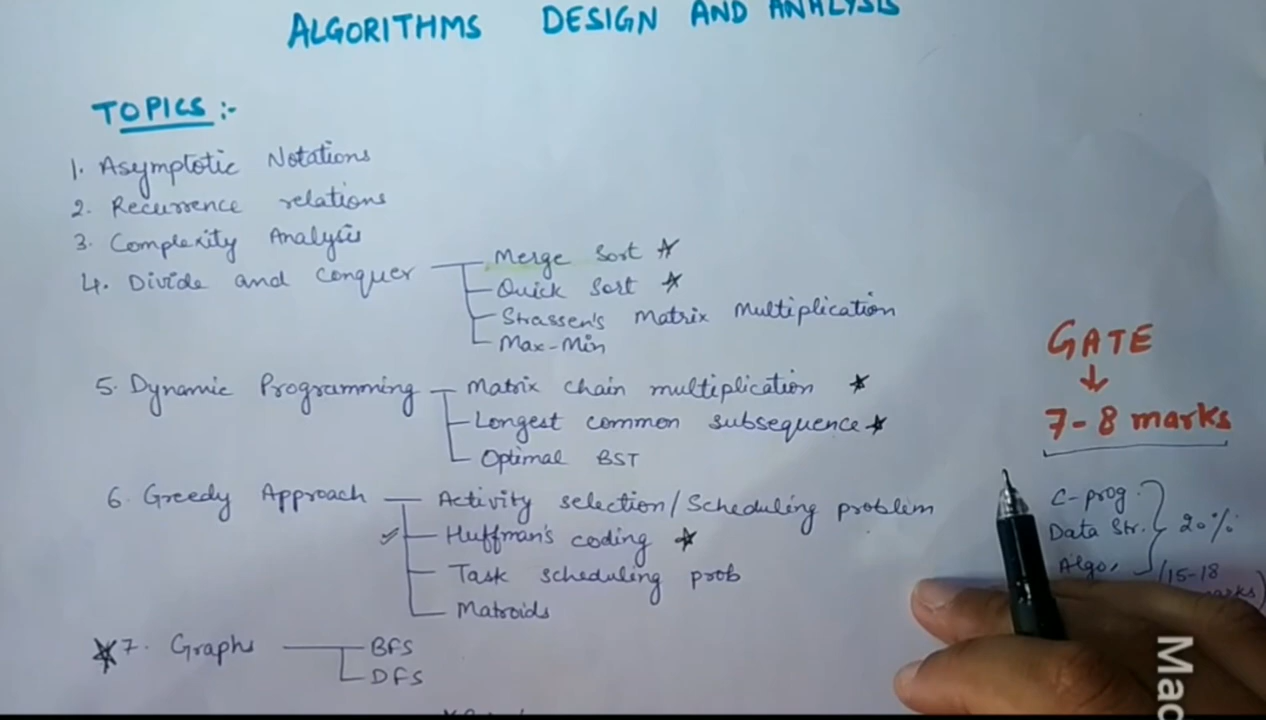 ALGORITHMS DESIGN AND ANALYSIS
TOPICS :-
1. Asymptotic Notations
2. Recurrence relations
3. Complexity Analysis
4. Divide and conquer
Merge Sort
Quick Sort
Strassen's Matrix Multiplication
Max-Min
5. Dynamic Programming
Matrix chain multiplication
Longest common subsequence
Optimal BST
6. Greedy Approach
Activity selection/Scheduling problem
Huffman's coding
Task scheduling prob
Matroids
7. Graphs
BFS
DFS
GATE
7-8 marks
C-prog.
Data Str.
Algo,
20%
(15-18
marks)
Mad